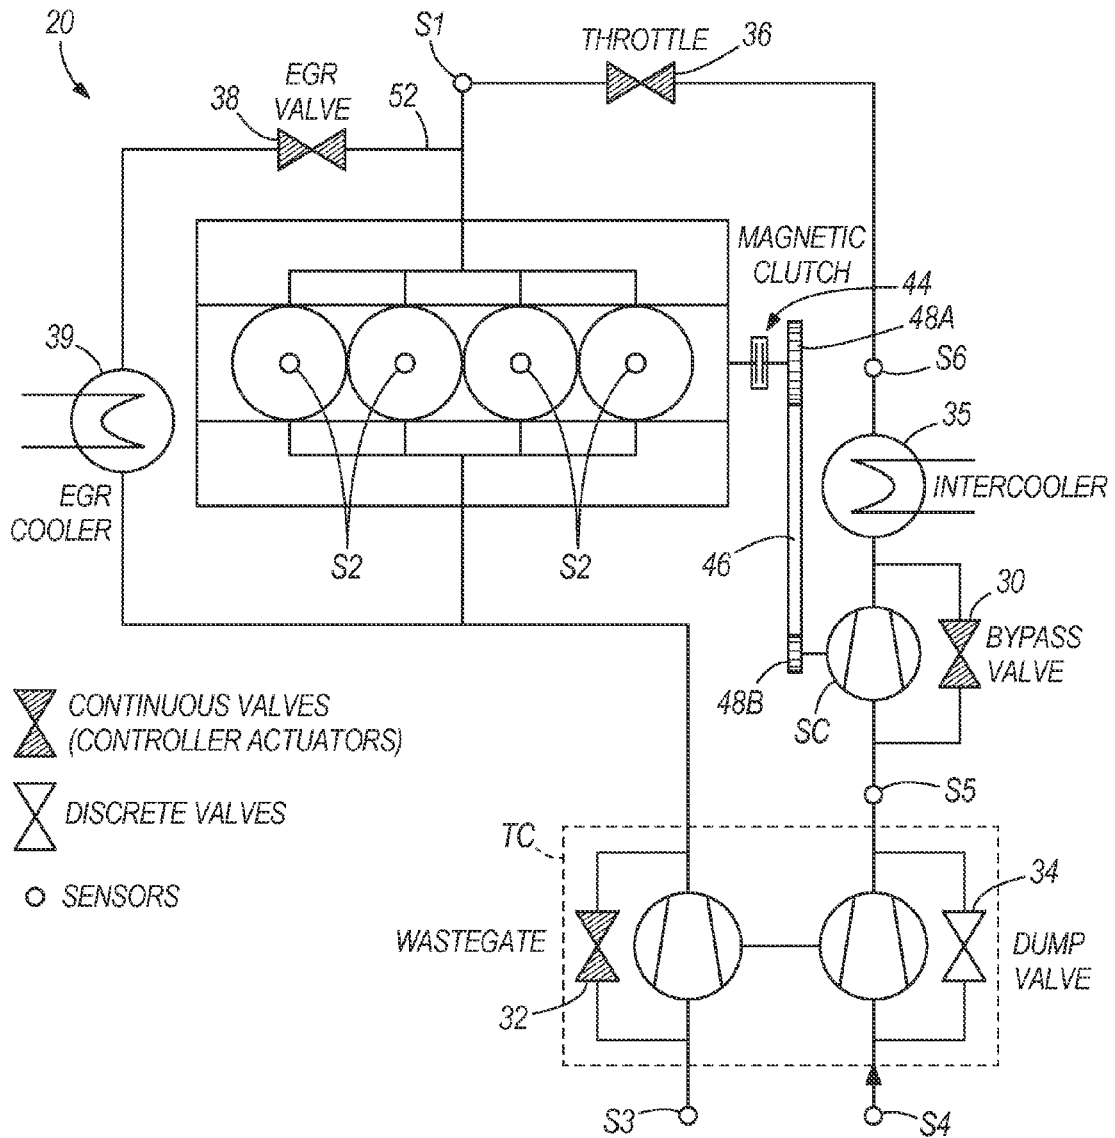 20
S1
THROTTLE
36
EGR
VALVE
38
52
MAGNETIC
CLUTCH
44
48A
39
S6
35
INTERCOOLER
EGR
COOLER
S2
S2
46
30
BYPASS
VALVE
48B
SC
CONTINUOUS VALVES
(CONTROLLER ACTUATORS)
DISCRETE VALVES
SENSORS
S5
TC
34
WASTEGATE
DUMP
VALVE
32
S3
S4